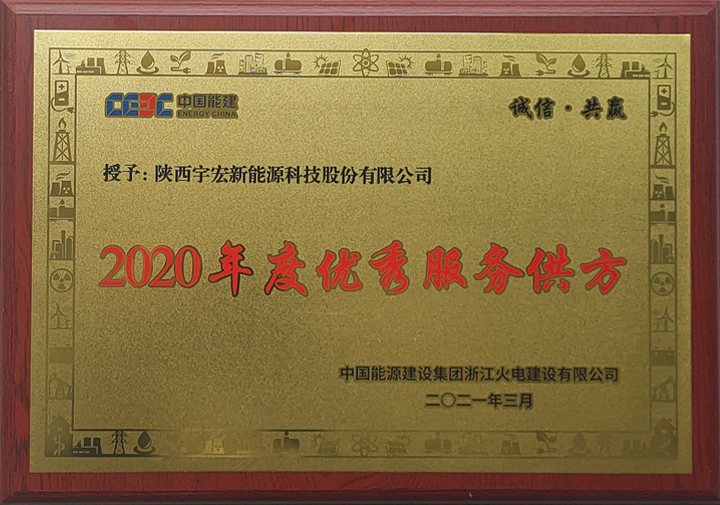 CEEC 中国能建
ENERGY CHINA
诚信·共赢
授予：陕西宇宏新能源科技股份有限公司
2020年度优秀服务供方
中国能源建设集团浙江火电建设有限公司
二〇二一年三月